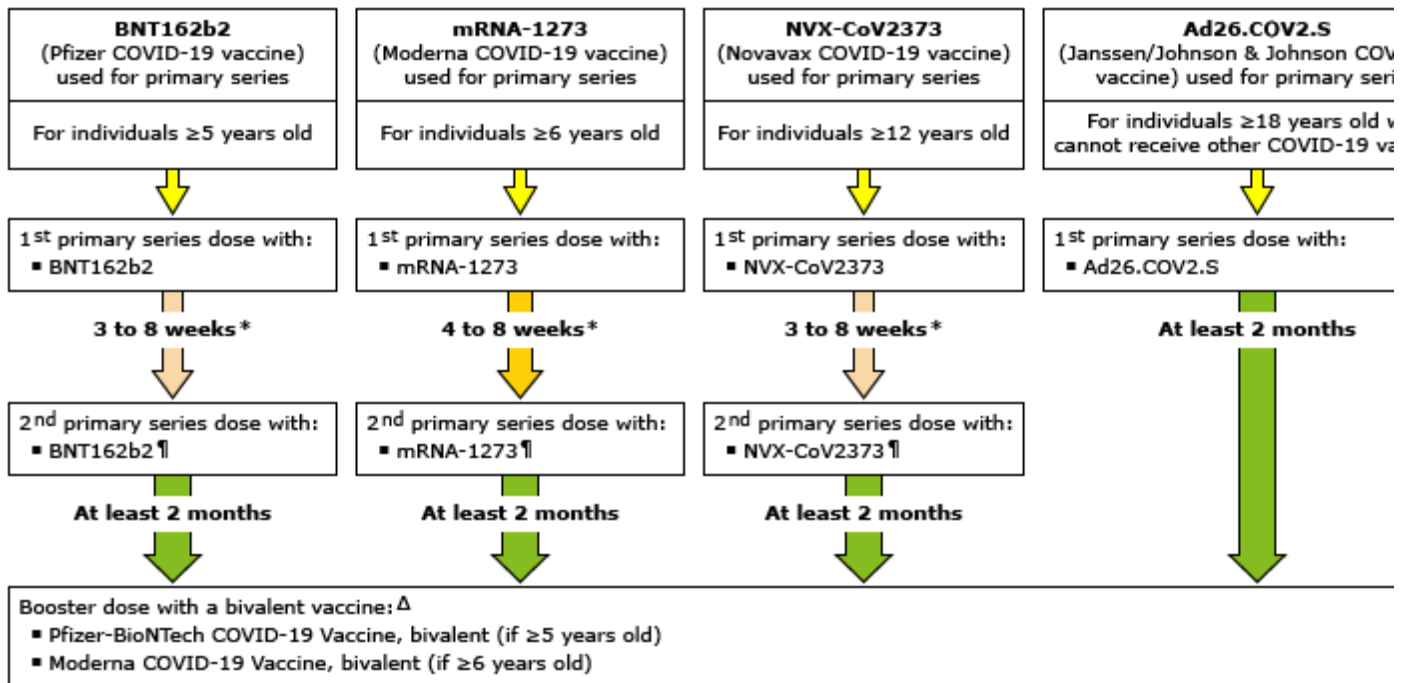 BNT162b2
(Pfizer COVID-19 vaccine)
used for primary series
For individuals ≥5 years old
1st primary series dose with:
▪ BNT162b2
3 to 8 weeks*
2nd primary series dose with:
▪ BNT162b2¶
At least 2 months
mRNA-1273
(Moderna COVID-19 vaccine)
used for primary series
For individuals ≥6 years old
1st primary series dose with:
▪ mRNA-1273
4 to 8 weeks*
2nd primary series dose with:
▪ mRNA-1273¶
At least 2 months
NVX-CoV2373
(Novavax COVID-19 vaccine)
used for primary series
For individuals ≥12 years old
1st primary series dose with:
▪ NVX-CoV2373
3 to 8 weeks*
2nd primary series dose with:
▪ NVX-CoV2373¶
At least 2 months
Ad26.COV2.S
(Janssen/Johnson & Johnson
vaccine) used for primary
For individuals ≥18 years old
cannot receive other COVID-19
1st primary series dose with:
▪ Ad26.COV2.S
At least 2 months
Booster dose with a bivalent vaccine:Δ
▪ Pfizer-BioNTech COVID-19 Vaccine, bivalent (if ≥5 years old)
▪ Moderna COVID-19 Vaccine, bivalent (if ≥6 years old)